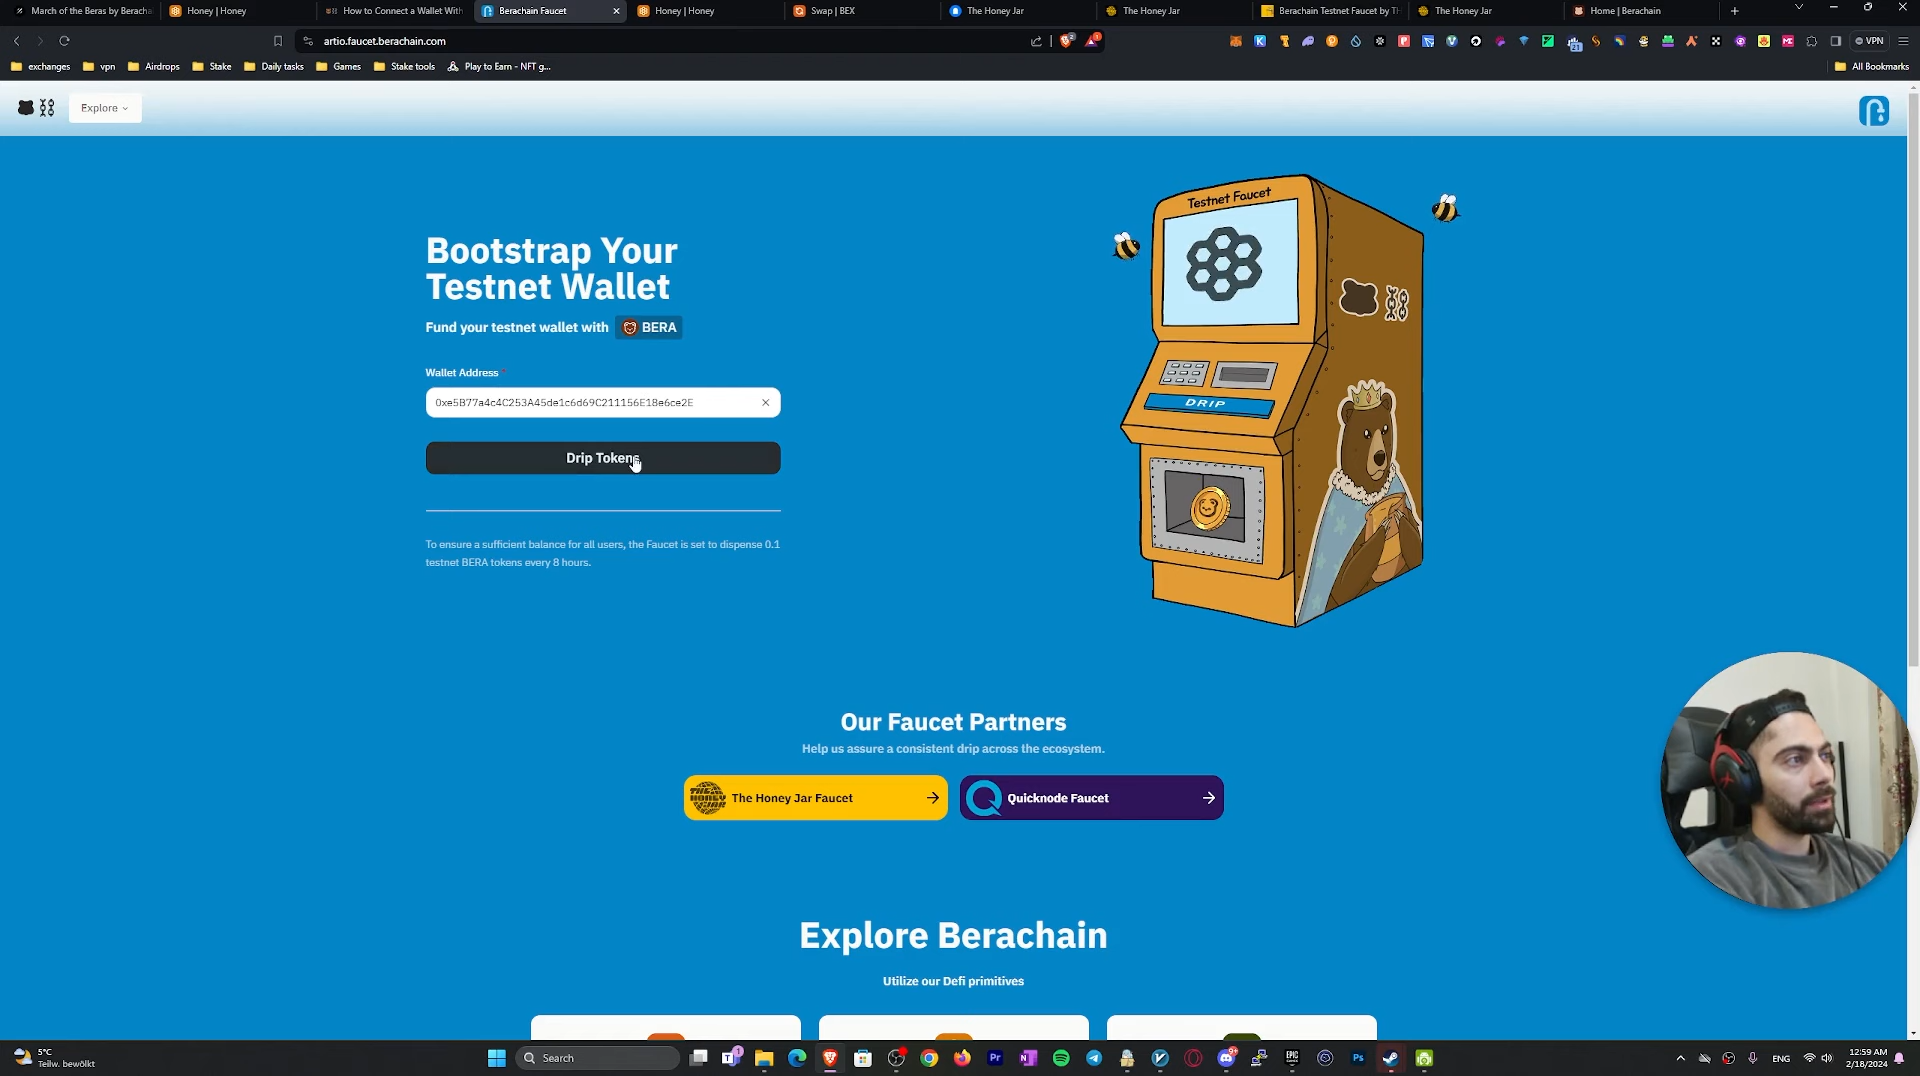 March of the Beras by Beracha
Honey | Honey
How to Connect a Wallet With
Berachain Faucet
Honey | Honey
Swap | BEX
The Honey Jar
The Honey Jar
Berachain Testnet Faucet by Th
The Honey Jar
Home | Berachain
artio.faucet.berachain.com
VPN
exchanges
vpn
Airdrops
Stake
Daily tasks
Games
Stake tools
Play to Earn - NFT g...
All Bookmarks
Explore
Bootstrap Your
Testnet Wallet
Fund your testnet wallet with BERA
Wallet Address *
0xe5B77a4c4C253A45de1c6d69C211156E18e6ce2E
Drip Tokens
To ensure a sufficient balance for all users, the Faucet is set to dispense 0.1
testnet BERA tokens every 8 hours.
Testnet Faucet
DRIP
Our Faucet Partners
Help us assure a consistent drip across the ecosystem.
THE HONEY JAR
The Honey Jar Faucet
Quicknode Faucet
Explore Berachain
Utilize our Defi primitives
5°C
Teilw. bewölkt
Search
ENG
12:59 AM
2/18/2024